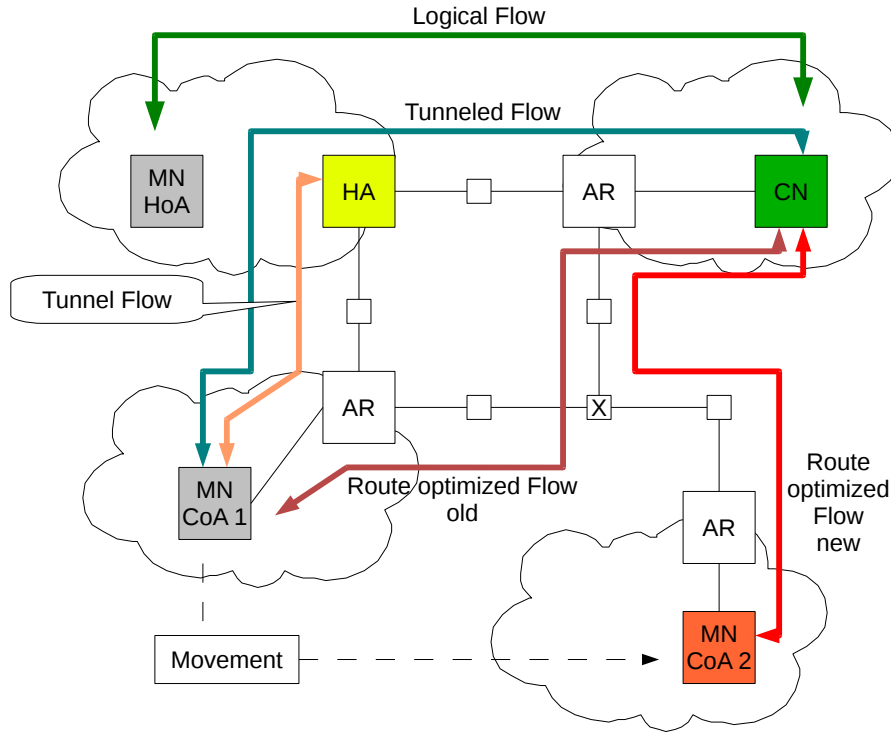 Logical Flow
Tunneled Flow
MN
HoA
HA
AR
CN
Tunnel Flow
AR
X
MN
CoA 1
Route optimized Flow
old
Route
optimized
Flow
new
AR
MN
CoA 2
Movement